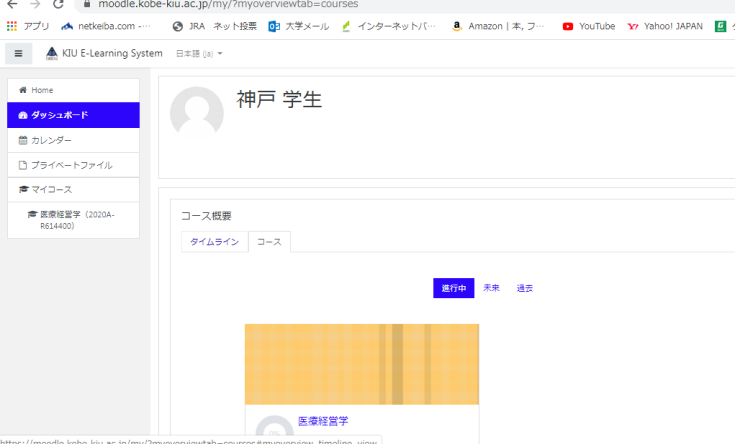 moodle.kobe-kiu.ac.jp/my/?myoverviewtab=courses
アプリ netkeiba.com -… JRA ネット投票 大学メール インターネットバ… Amazon | 本, フ… YouTube Yahoo! JAPAN
KIU E-Learning System 日本語 (ja)
Home
ダッシュボード
カレンダー
プライベートファイル
マイコース
医療経営学 (2020A-
R614400)
神戸 学生
コース概要
タイムライン コース
進行中 未来 過去
医療経営学
https://moodle.kobe-kiu.ac.jp/my/?myoverviewtab=courses#myoverview_timeline_view